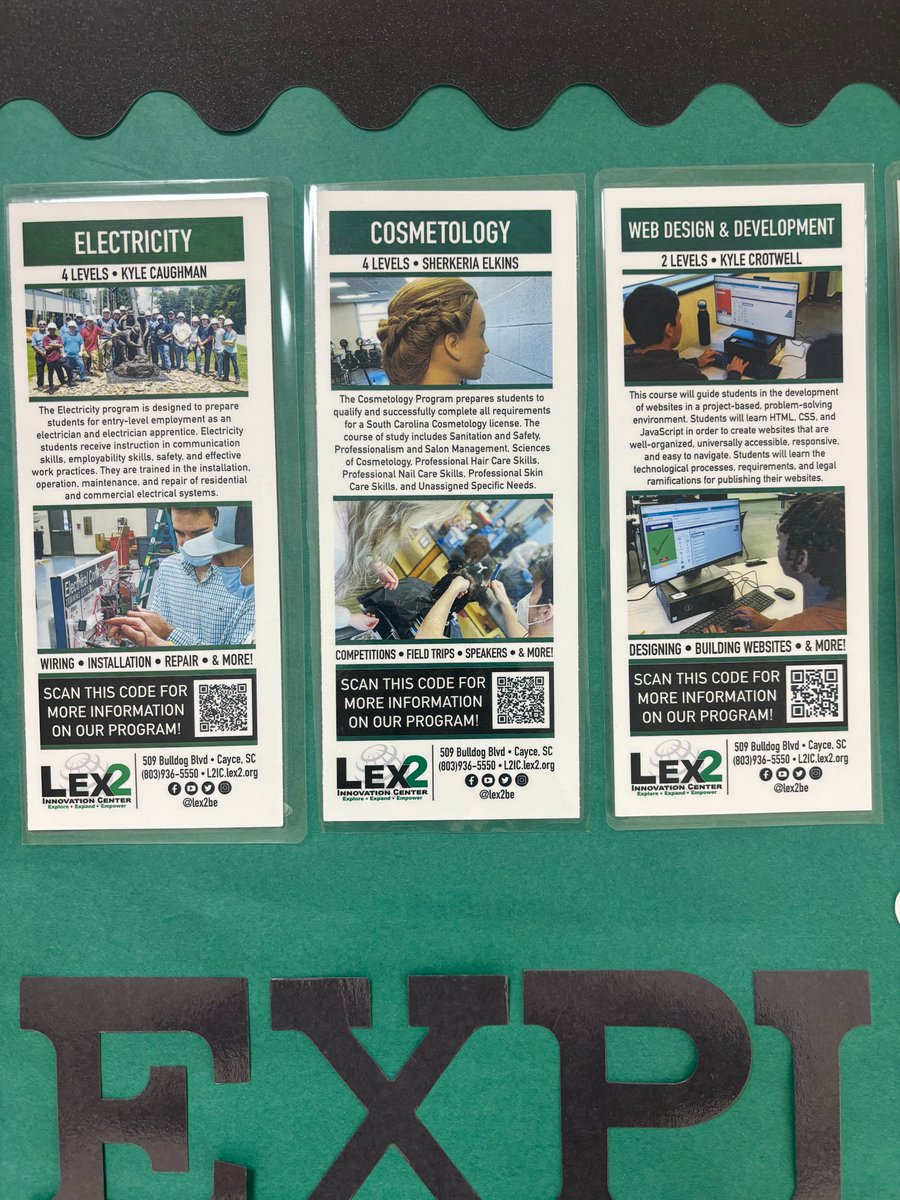 ELECTRICITY
4 LEVELS • KYLE CAUGHMAN
The Electricity program is designed to prepare
students for entry-level employment as an
electrician and electrician apprentice. Electricity
students receive instruction in communication
skills, employability skills, safety, and effective
work practices. They are trained in the installation,
operation, maintenance, and repair of residential
and commercial electrical systems.
Electrical
WIRING • INSTALLATION • REPAIR • & MORE!
SCAN THIS CODE FOR
MORE INFORMATION
ON OUR PROGRAM!
LEX2
INNOVATION CENTER
Explore • Expand • Empower
509 Bulldog Blvd • Cayce, SC
(803)936-5550 • L2IC.lex2.org
@lex2be
COSMETOLOGY
4 LEVELS • SHERKERIA ELKINS
The Cosmetology Program prepares students to
qualify and successfully complete all requirements
for a South Carolina Cosmetology license. The
course of study includes Sanitation and Safety,
Professionalism and Salon Management, Sciences
of Cosmetology, Professional Hair Care Skills,
Professional Nail Care Skills, Professional Skin
Care Skills, and Unassigned Specific Needs.
COMPETITIONS • FIELD TRIPS • SPEAKERS • & MORE!
SCAN THIS CODE FOR
MORE INFORMATION
ON OUR PROGRAM!
LEX2
INNOVATION CENTER
Explore • Expand • Empower
509 Bulldog Blvd • Cayce, SC
(803)936-5550 • L2IC.lex2.org
@lex2be
WEB DESIGN & DEVELOPMENT
2 LEVELS • KYLE CROTWELL
This course will guide students in the development
of websites in a project-based, problem-solving
environment. Students will learn HTML, CSS, and
JavaScript in order to create websites that are
well-organized, universally accessible, responsive,
and easy to navigate. Students will learn the
technological processes, requirements, and legal
ramifications for publishing their websites.
DESIGNING • BUILDING WEBSITES • & MORE!
SCAN THIS CODE FOR
MORE INFORMATION
ON OUR PROGRAM!
LEX2
INNOVATION CENTER
Explore • Expand • Empower
509 Bulldog Blvd • Cayce, SC
(803)936-5550 • L2IC.lex2.org
@lex2be
EXPL